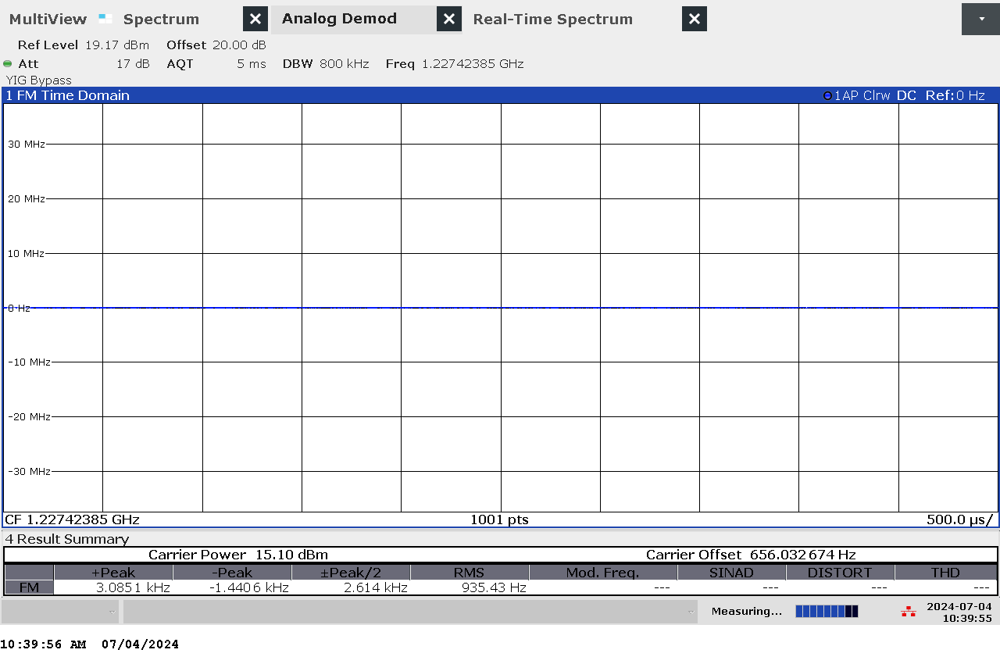 MultiView Spectrum Analog Demod Real-Time Spectrum
Ref Level 19.17 dBm Offset 20.00 dB
Att 17 dB AQT 5 ms DBW 800 kHz Freq 1.22742385 GHz
YIG Bypass
1 FM Time Domain 1AP Clrw DC Ref:0 Hz
30 MHz
20 MHz
10 MHz
0 Hz
-10 MHz
-20 MHz
-30 MHz
CF 1.22742385 GHz 1001 pts 500.0 µs/
4 Result Summary
Carrier Power 15.10 dBm Carrier Offset 656.032674 Hz
+Peak -Peak ±Peak/2 RMS Mod. Freq. SINAD DISTORT THD
FM 3.0851 kHz -1.4406 kHz 2.614 kHz 935.43 Hz --- --- --- ---
Measuring... 2024-07-04
10:39:55
10:39:56 AM 07/04/2024